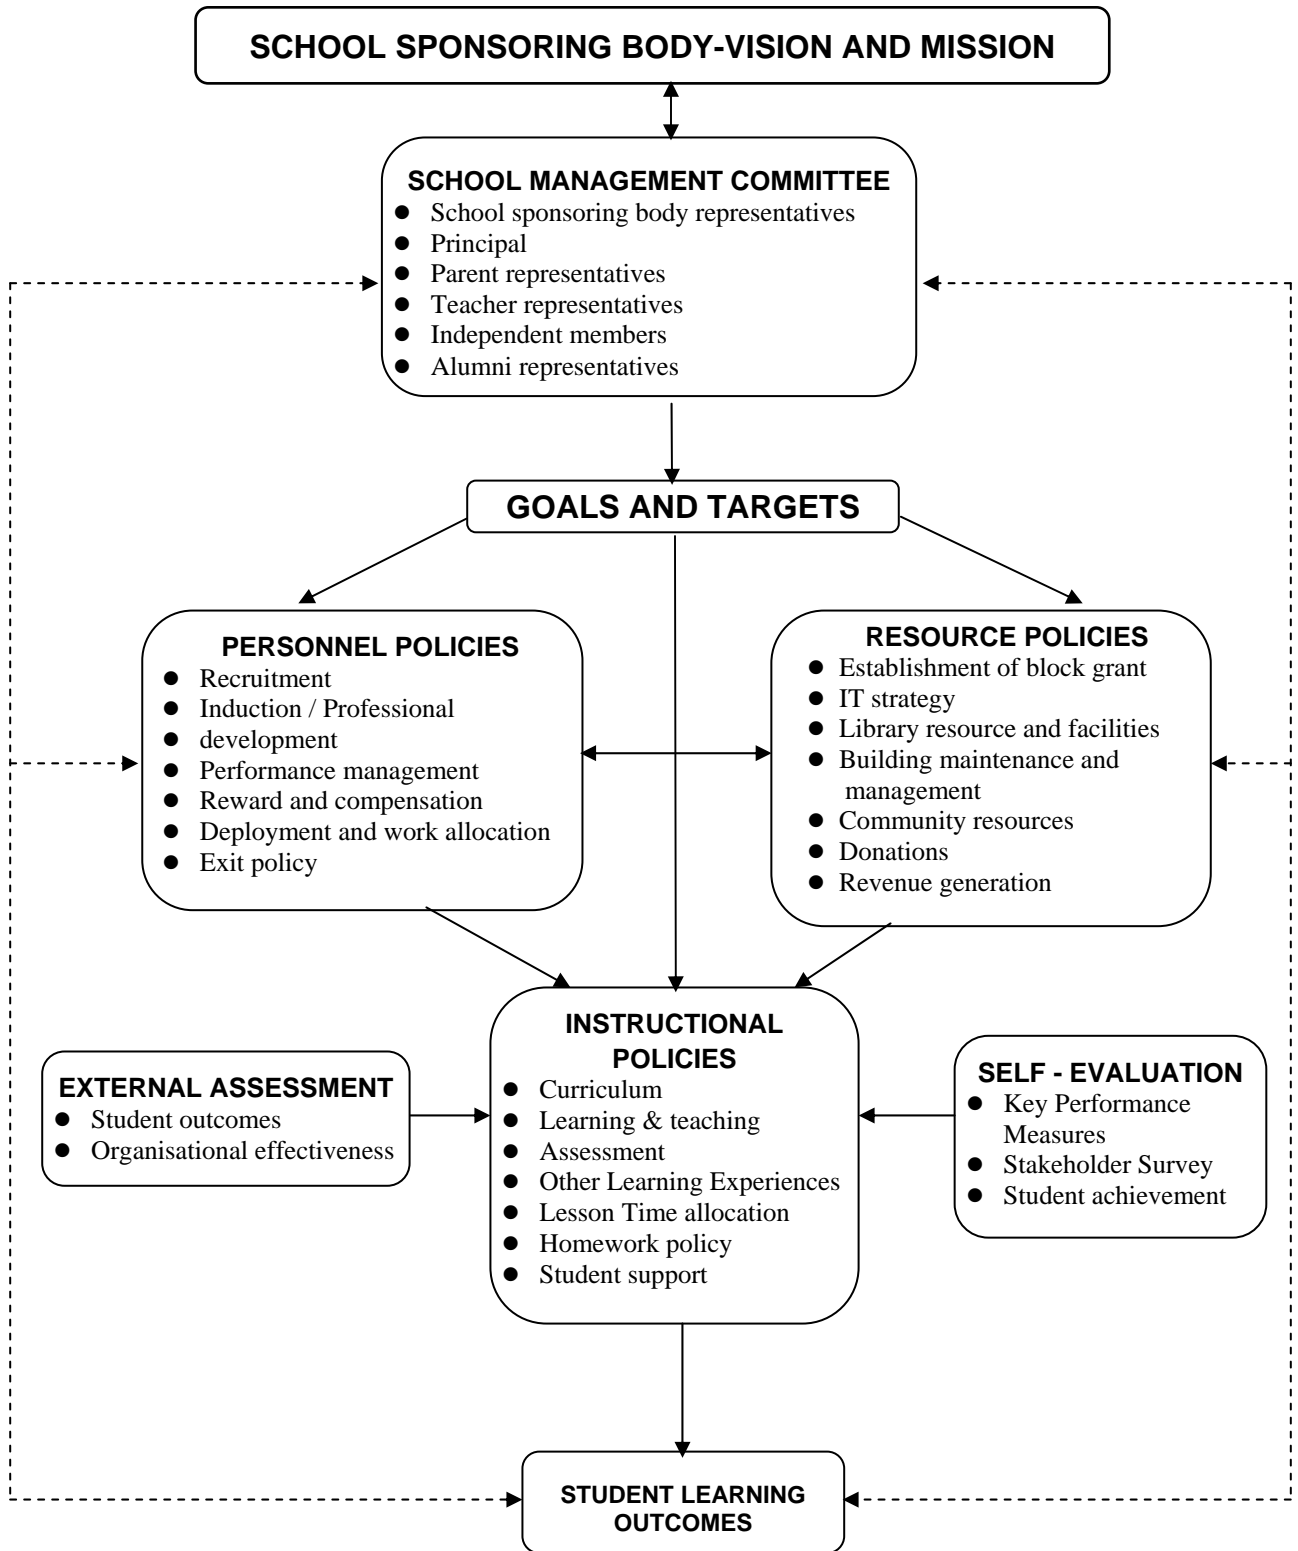 SCHOOL SPONSORING BODY-VISION AND MISSION
SCHOOL MANAGEMENT COMMITTEE
● School sponsoring body representatives
● Principal
● Parent representatives
● Teacher representatives
● Independent members
● Alumni representatives
GOALS AND TARGETS
PERSONNEL POLICIES
● Recruitment
● Induction / Professional
● development
● Performance management
● Reward and compensation
● Deployment and work allocation
● Exit policy
RESOURCE POLICIES
● Establishment of block grant
● IT strategy
● Library resource and facilities
● Building maintenance and
management
● Community resources
● Donations
● Revenue generation
EXTERNAL ASSESSMENT
● Student outcomes
● Organisational effectiveness
INSTRUCTIONAL
POLICIES
● Curriculum
● Learning & teaching
● Assessment
● Other Learning Experiences
● Lesson Time allocation
● Homework policy
● Student support
SELF - EVALUATION
● Key Performance
Measures
● Stakeholder Survey
● Student achievement
STUDENT LEARNING
OUTCOMES